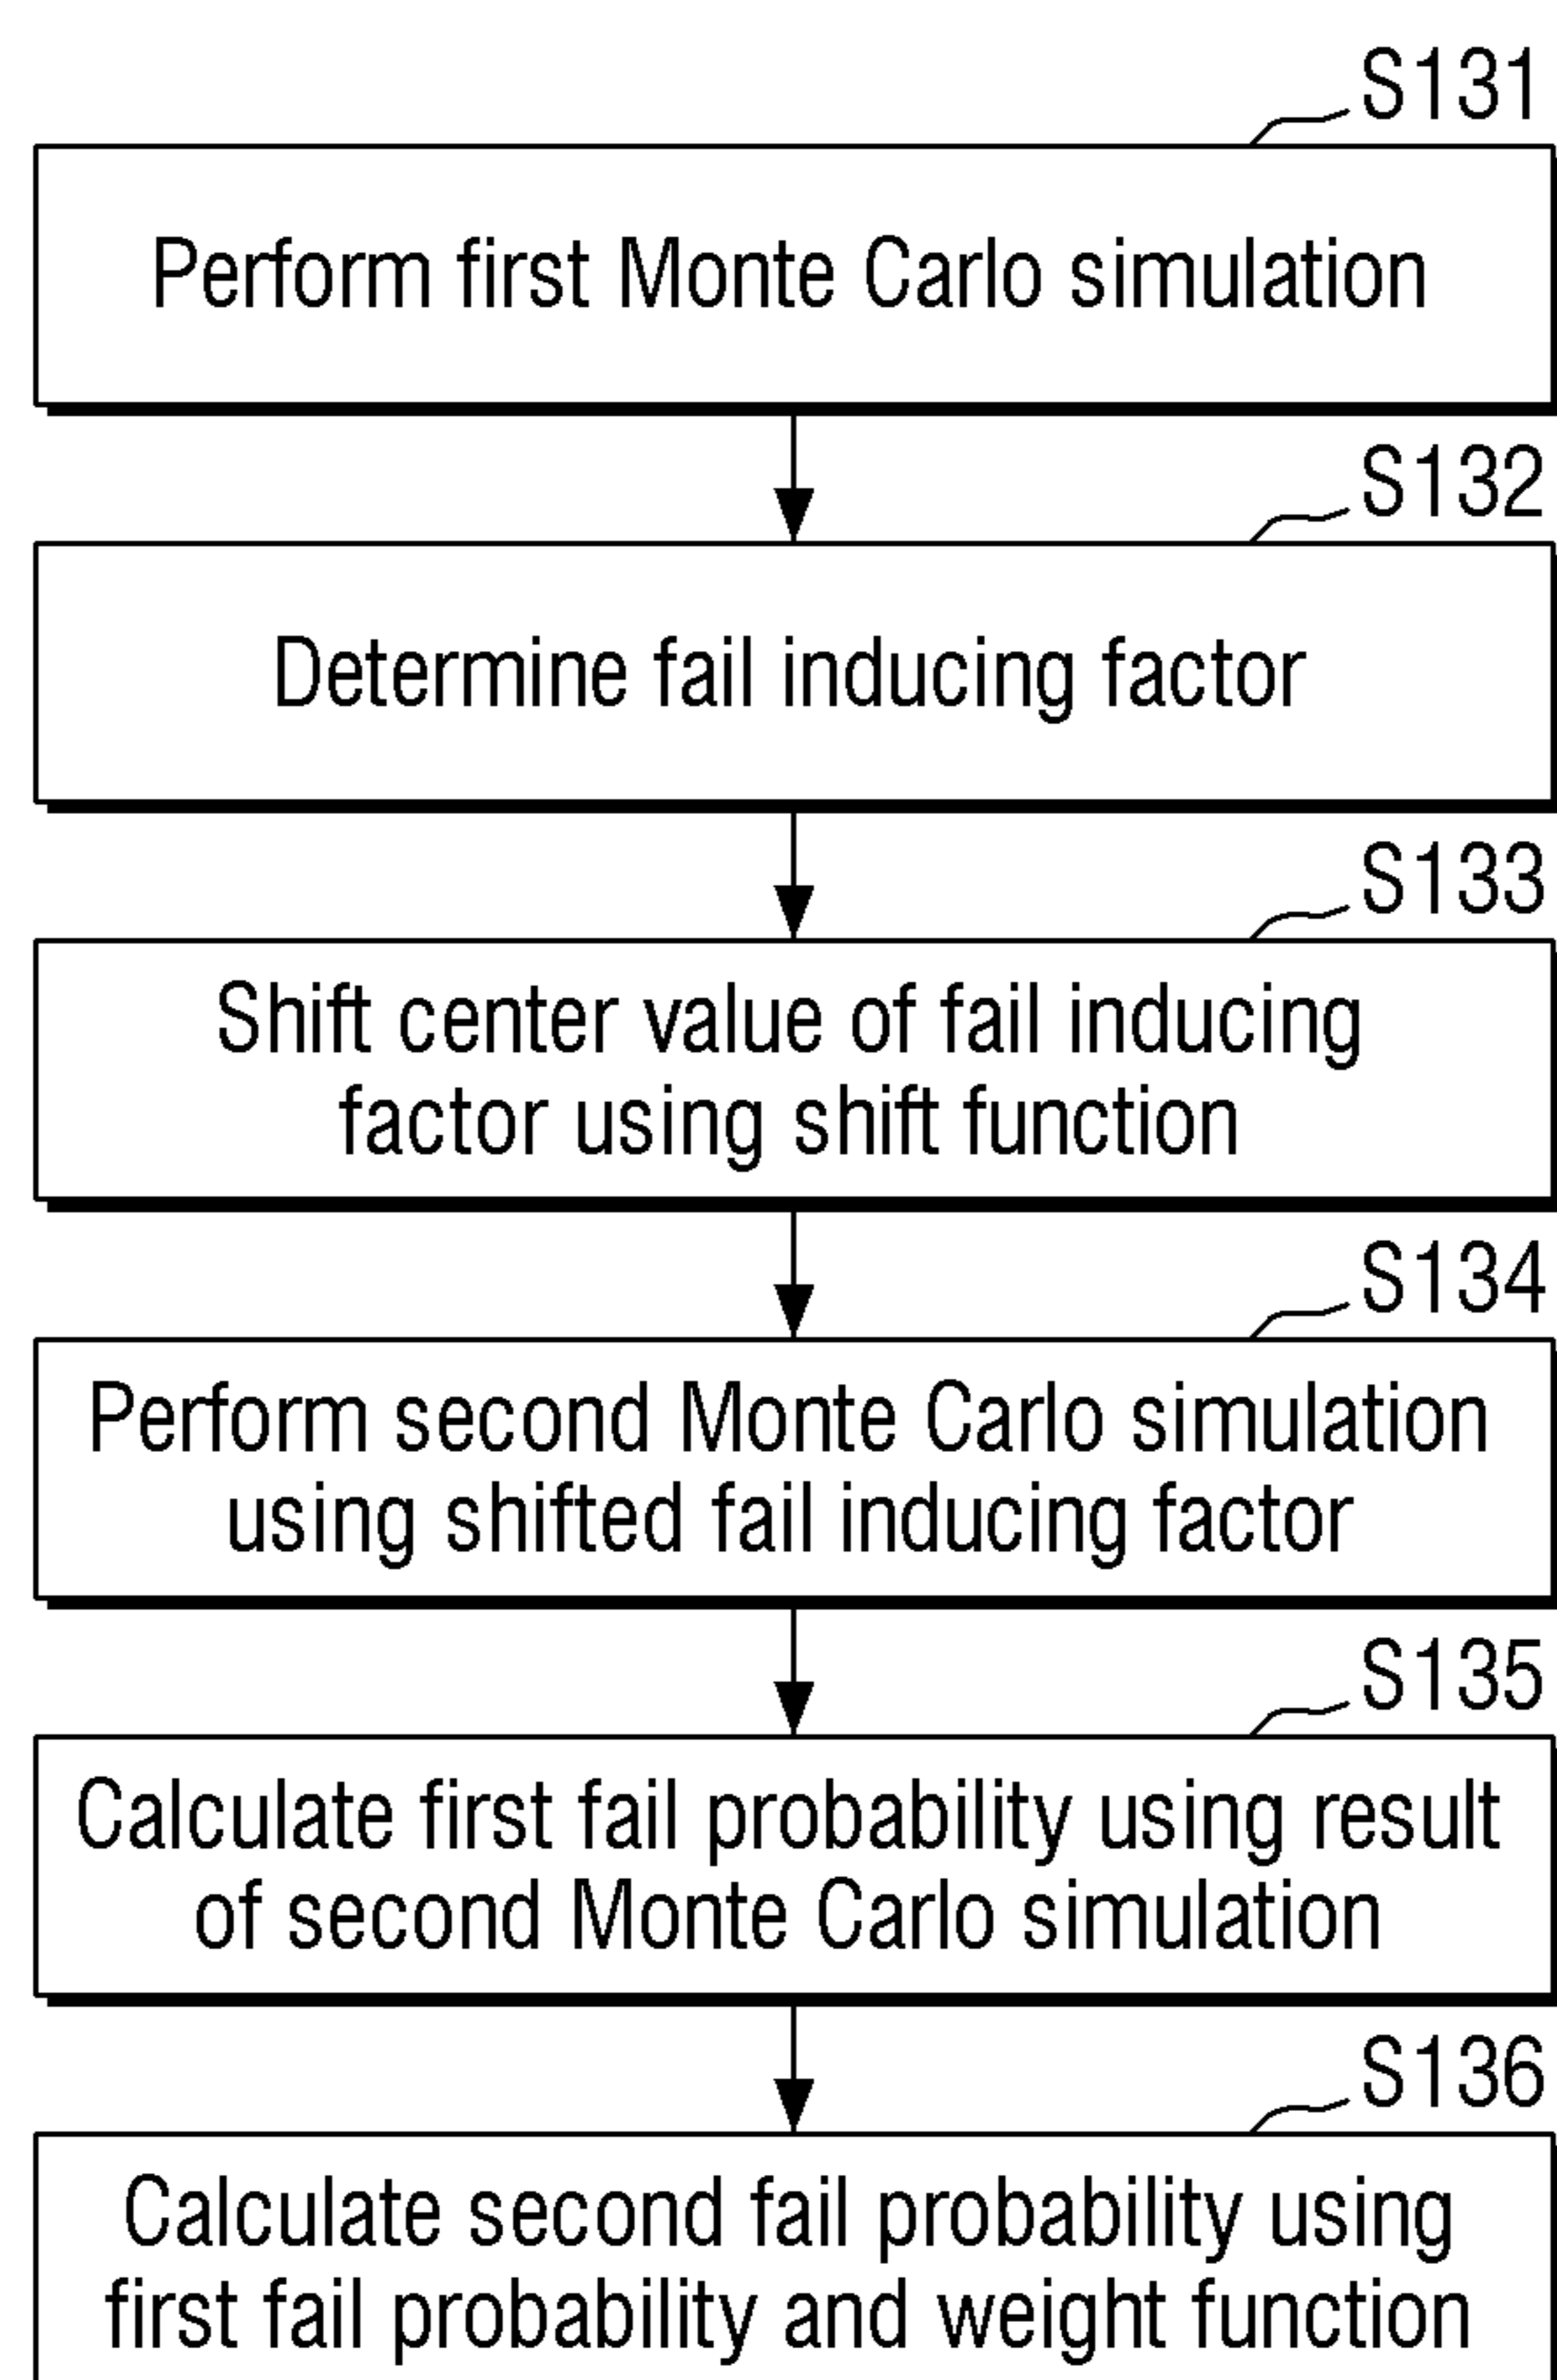 S131
Perform first Monte Carlo simulation
S132
Determine fail inducing factor
S133
Shift center value of fail inducing
factor using shift function
S134
Perform second Monte Carlo simulation
using shifted fail inducing factor
S135
Calculate first fail probability using result
of second Monte Carlo simulation
S136
Calculate second fail probability using
first fail probability and weight function